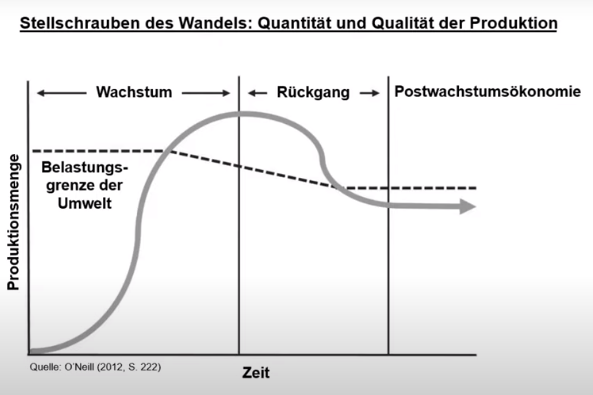 Stellschrauben des Wandels: Quantität und Qualität der Produktion
Wachstum
Rückgang
Postwachstumsökonomie
Belastungs-
grenze der
Umwelt
Produktionsmenge
Quelle: O´Neill (2012, S. 222)
Zeit